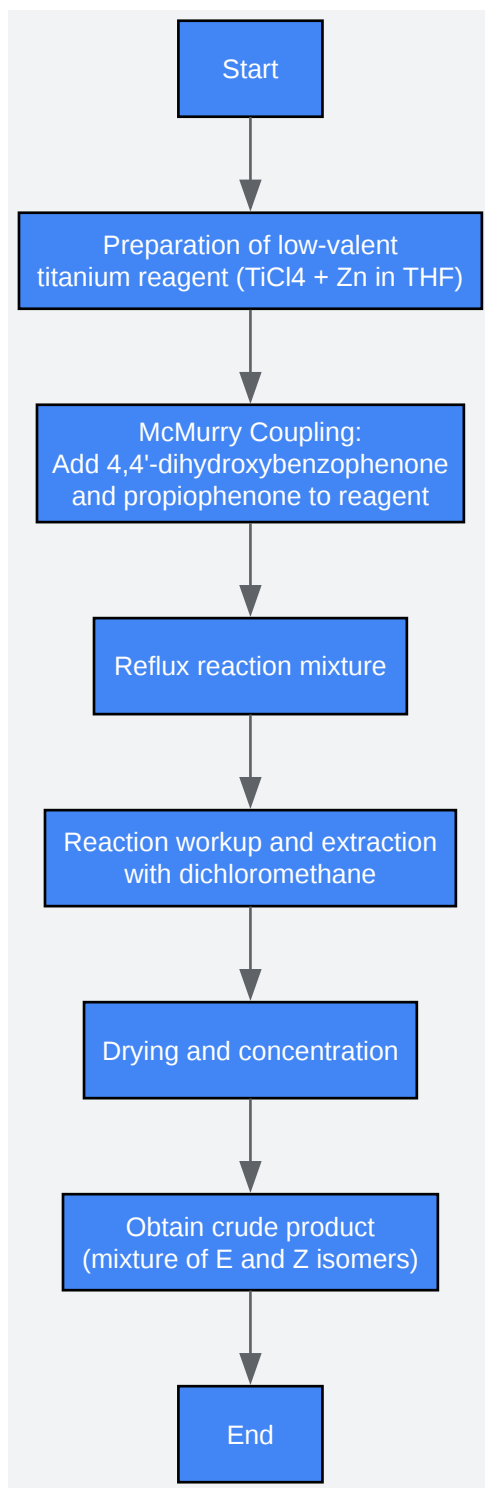 Start
Preparation of low-valent
titanium reagent (TiCl4 + Zn in THF)
McMurry Coupling:
Add 4,4'-dihydroxybenzophenone
and propiophenone to reagent
Reflux reaction mixture
Reaction workup and extraction
with dichloromethane
Drying and concentration
Obtain crude product
(mixture of E and Z isomers)
End